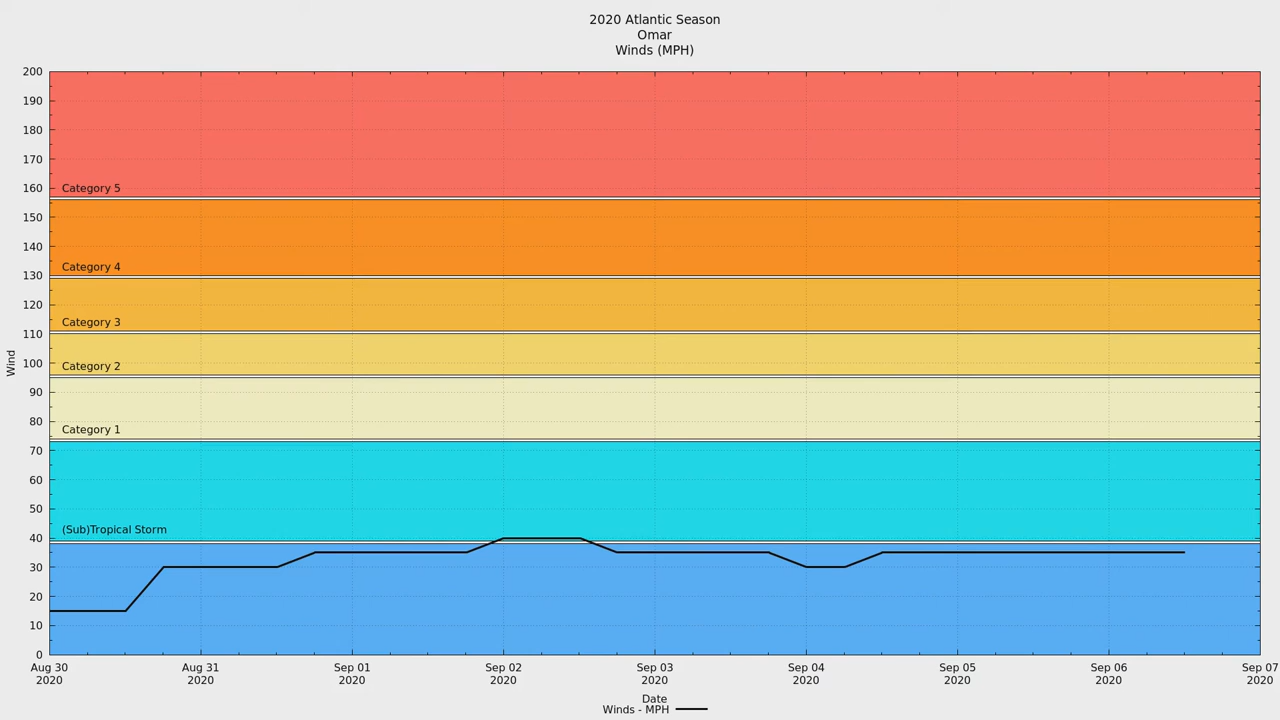 2020 Atlantic Season
Omar
Winds (MPH)
200
190
180
170
160
150
140
130
120
110
100
90
80
70
60
50
40
30
20
10
0
Wind
Category 5
Category 4
Category 3
Category 2
Category 1
(Sub)Tropical Storm
Aug 30 Aug 31 Sep 01 Sep 02 Sep 03 Sep 04 Sep 05 Sep 06 Sep 07
2020 2020 2020 2020 2020 2020 2020 2020 2020
Date
Winds - MPH